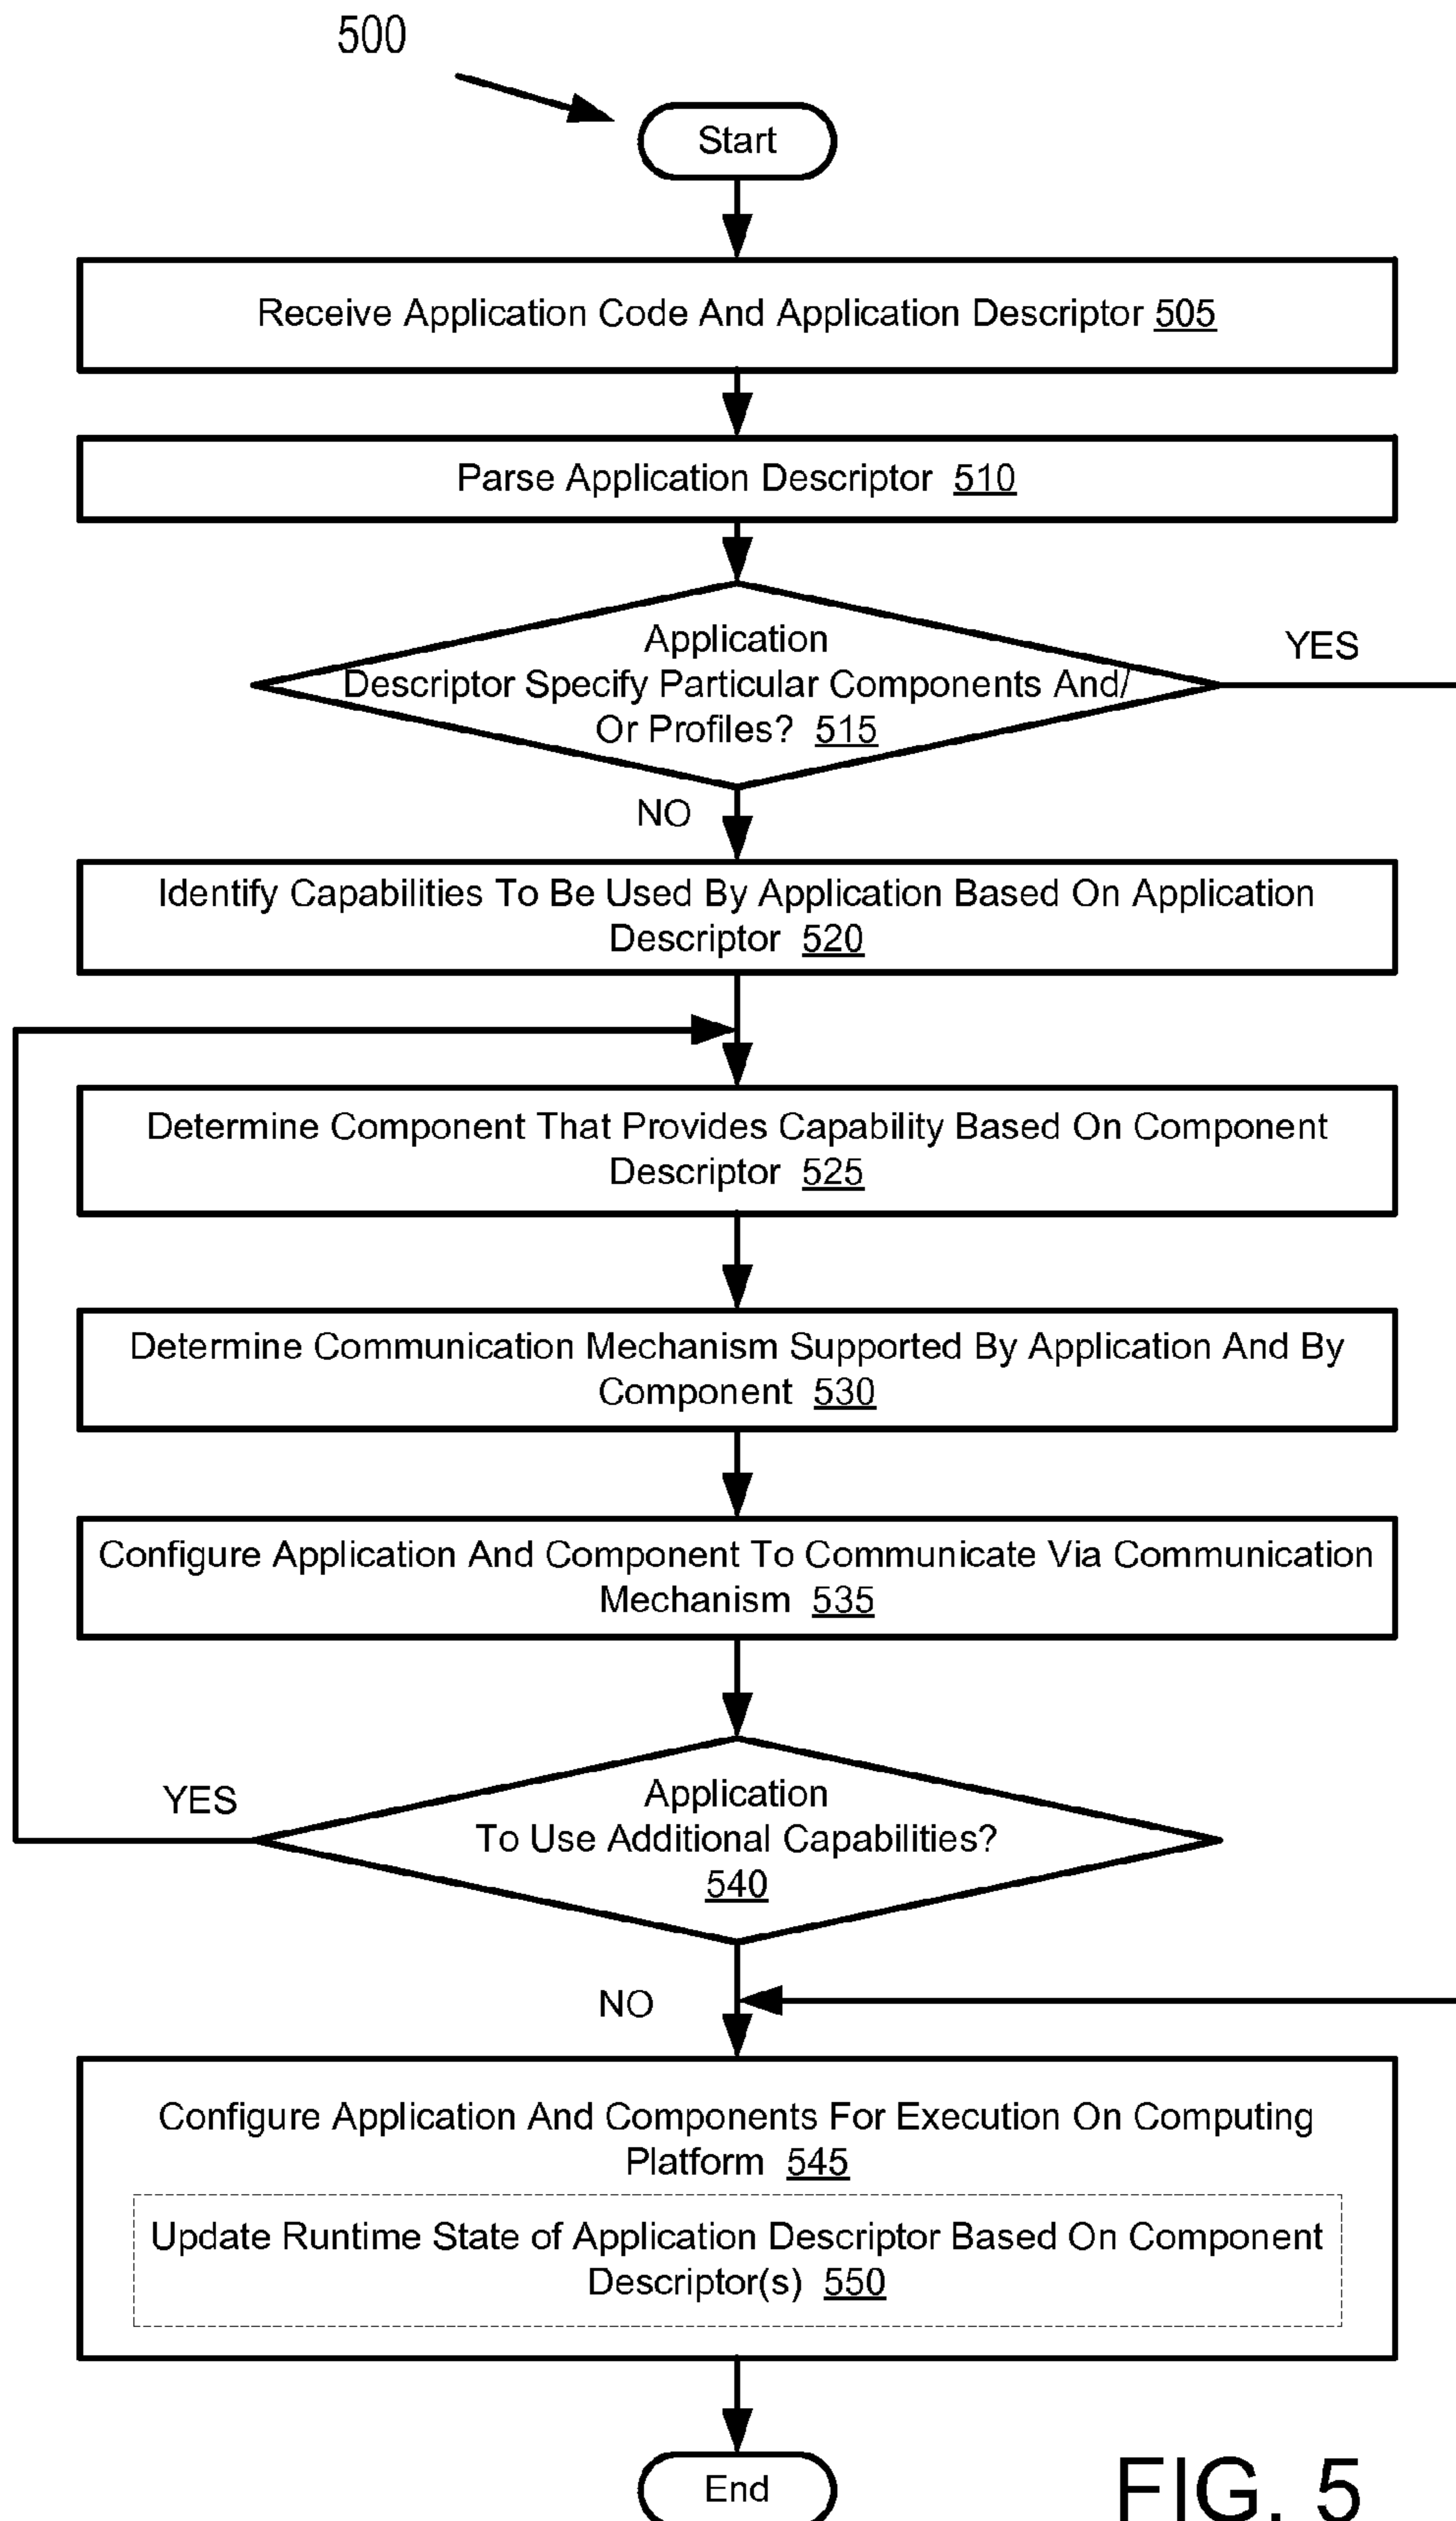 500
Start
Receive Application Code And Application Descriptor 505
Parse Application Descriptor 510
Application
Descriptor Specify Particular Components And/
Or Profiles? 515
YES
NO
Identify Capabilities To Be Used By Application Based On Application
Descriptor 520
Determine Component That Provides Capability Based On Component
Descriptor 525
Determine Communication Mechanism Supported By Application And By
Component 530
Configure Application And Component To Communicate Via Communication
Mechanism 535
YES
Application
To Use Additional Capabilities?
540
NO
Configure Application And Components For Execution On Computing
Platform 545
Update Runtime State of Application Descriptor Based On Component
Descriptor(s) 550
End
FIG. 5